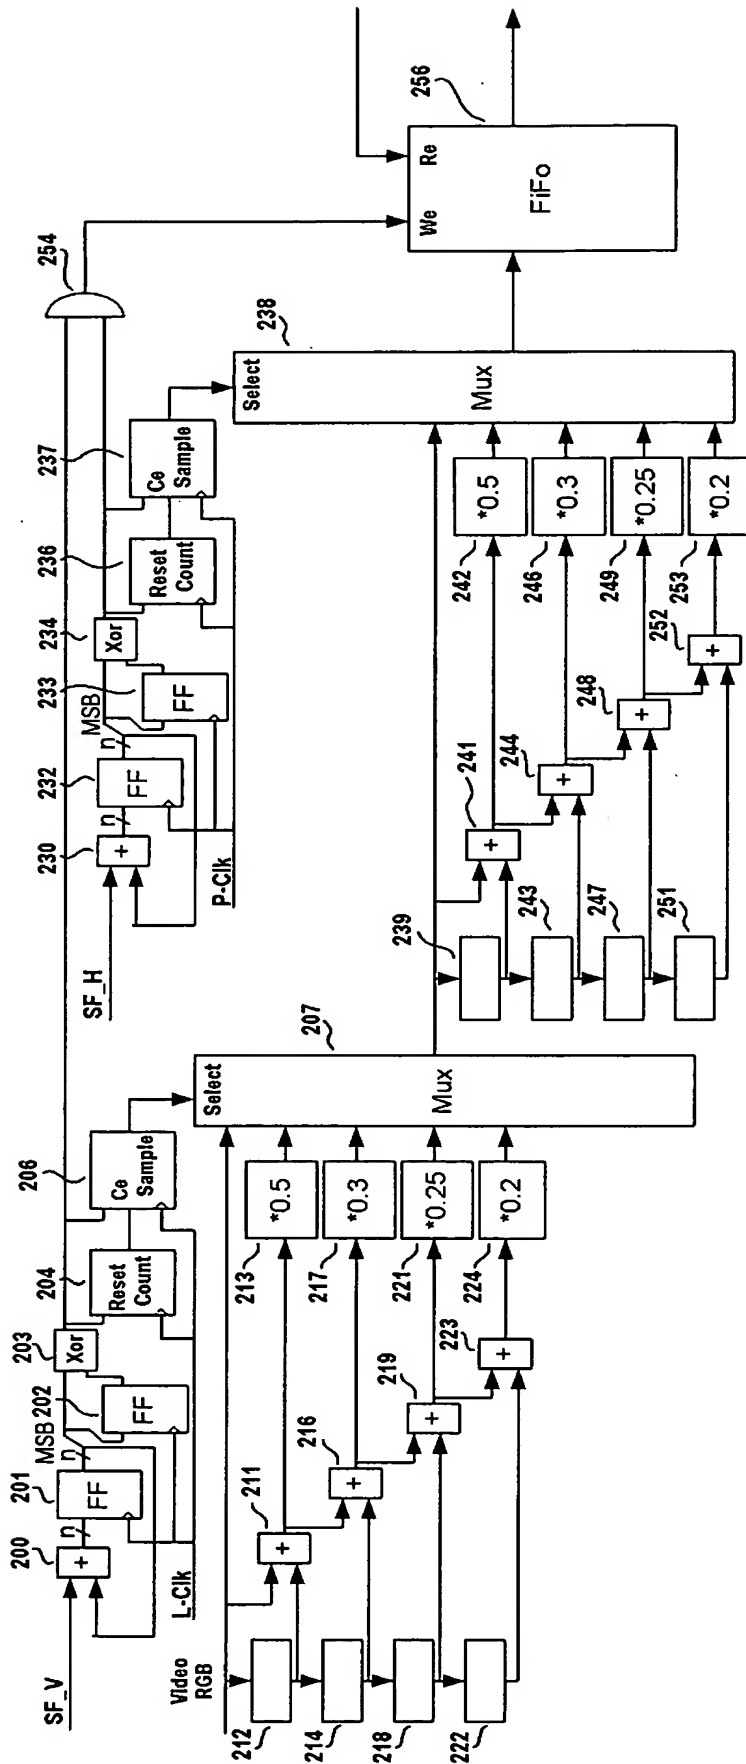 SF_V
200
+
n
201
FF
n
MSB
202
FF
203
Xor
204
Reset
Count
206
Ce
Sample
L-Clk
Video
RGB
207
Select
Mux
211
+
212
213
*0.5
214
216
+
217
*0.3
218
219
+
221
*0.25
222
223
+
224
*0.2
SF_H
230
+
n
232
FF
n
MSB
233
FF
234
Xor
236
Reset
Count
237
Ce
Sample
P-Clk
238
Select
Mux
239
241
+
242
*0.5
243
244
+
246
*0.3
247
248
+
249
*0.25
251
252
+
253
*0.2
254
256
We
Re
FiFo